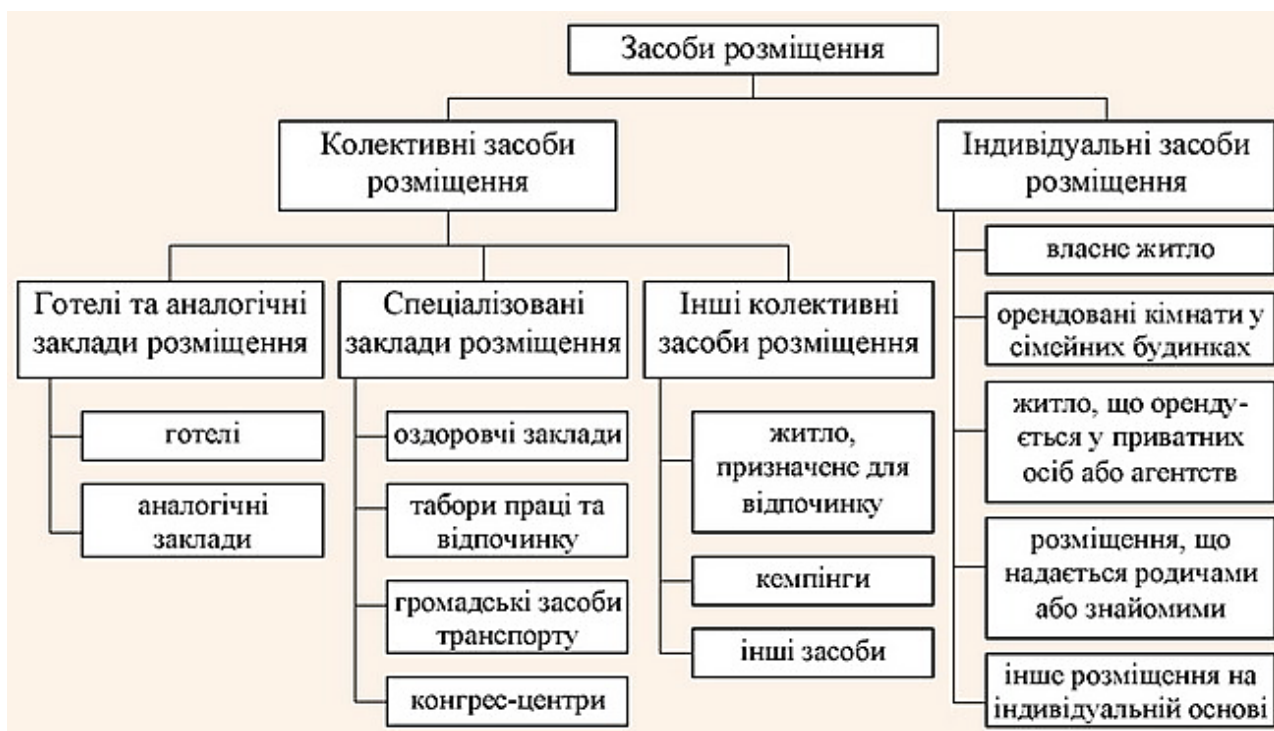 Засоби розміщення
Колективні засоби
розміщення
Індивідуальні засоби
розміщення
Готелі та аналогічні
заклади розміщення
готелі
аналогічні
заклади
Спеціалізовані
заклади розміщення
оздоровчі заклади
табори праці та
відпочинку
громадські засоби
транспорту
конгрес-центри
Інші колективні
засоби розміщення
житло,
призначене для
відпочинку
кемпінги
інші засоби
власне житло
орендовані кімнати у
сімейних будинках
житло, що оренду-
ється у приватних
осіб або агентств
розміщення, що
надається родичами
або знайомими
інше розміщення на
індивідуальній основі